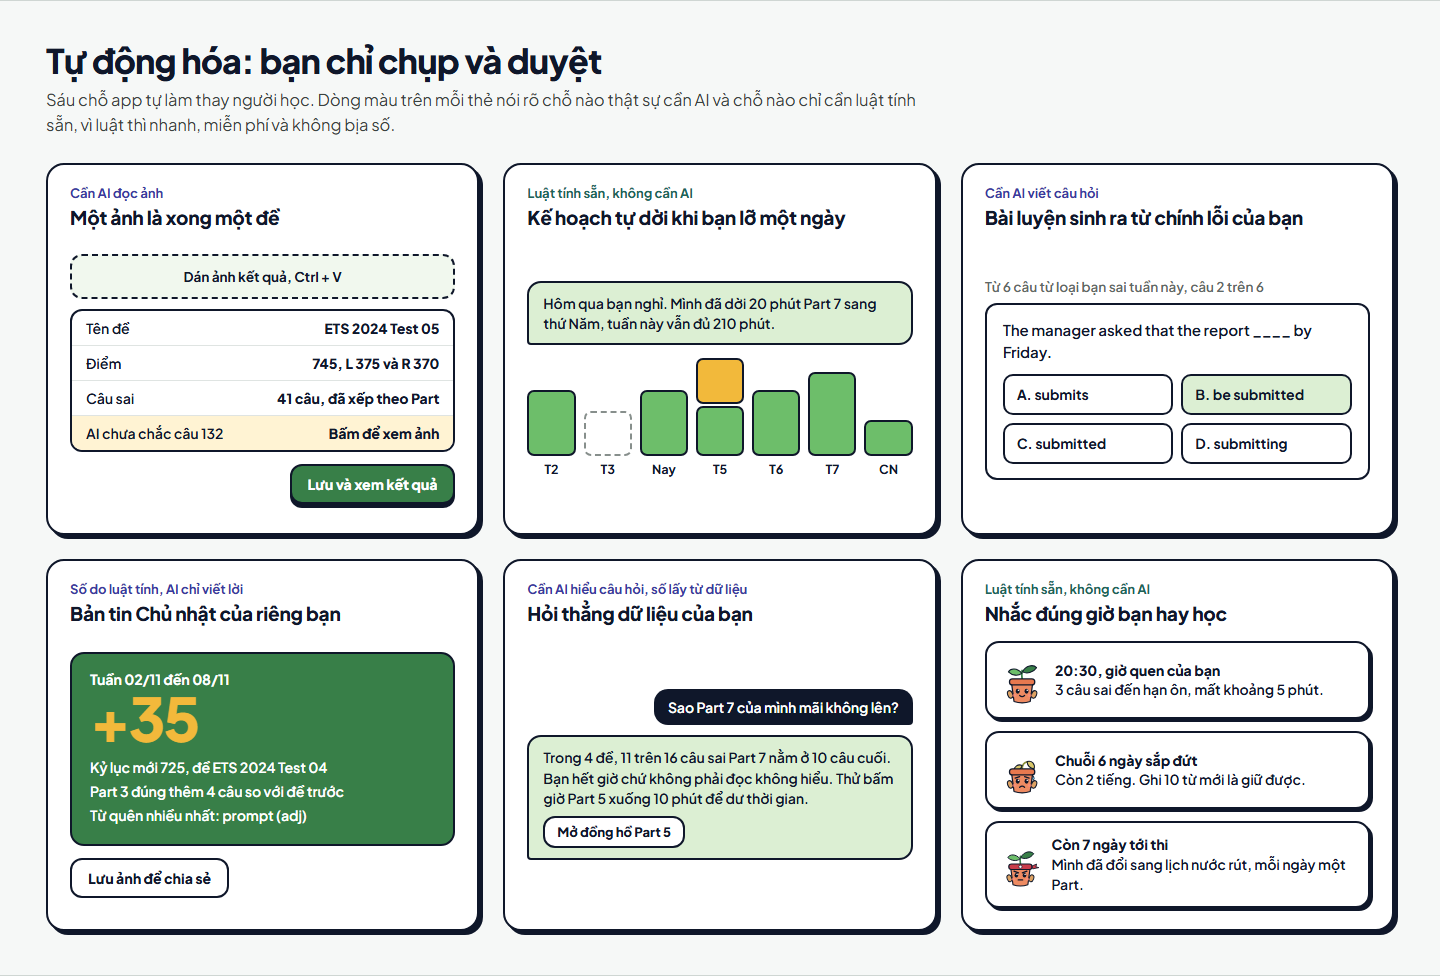 Tự động hóa: bạn chỉ chụp và duyệt
Sáu chỗ app tự làm thay người học. Dòng màu trên mỗi thẻ nói rõ chỗ nào thật sự cần AI và chỗ nào chỉ cần luật tính
sẵn, vì luật thì nhanh, miễn phí và không bịa số.
Cần AI đọc ảnh
Một ảnh là xong một đề
Dán ảnh kết quả, Ctrl + V
Tên đề ETS 2024 Test 05
Điểm 745, L 375 và R 370
Câu sai 41 câu, đã xếp theo Part
AI chưa chắc câu 132 Bấm để xem ảnh
Lưu và xem kết quả
Luật tính sẵn, không cần AI
Kế hoạch tự dời khi bạn lỡ một ngày
Hôm qua bạn nghỉ. Mình đã dời 20 phút Part 7 sang
thứ Năm, tuần này vẫn đủ 210 phút.
T2 T3 Nay T5 T6 T7 CN
Cần AI viết câu hỏi
Bài luyện sinh ra từ chính lỗi của bạn
Từ 6 câu từ loại bạn sai tuần này, câu 2 trên 6
The manager asked that the report ____ by
Friday.
A. submits
B. be submitted
C. submitted
D. submitting
Số do luật tính, AI chỉ viết lời
Bản tin Chủ nhật của riêng bạn
Tuần 02/11 đến 08/11
+35
Kỷ lục mới 725, đề ETS 2024 Test 04
Part 3 đúng thêm 4 câu so với đề trước
Từ quên nhiều nhất: prompt (adj)
Lưu ảnh để chia sẻ
Cần AI hiểu câu hỏi, số lấy từ dữ liệu
Hỏi thẳng dữ liệu của bạn
Sao Part 7 của mình mãi không lên?
Trong 4 đề, 11 trên 16 câu sai Part 7 nằm ở 10 câu cuối.
Bạn hết giờ chứ không phải đọc không hiểu. Thử bấm
giờ Part 5 xuống 10 phút để dư thời gian.
Mở đồng hồ Part 5
Luật tính sẵn, không cần AI
Nhắc đúng giờ bạn hay học
20:30, giờ quen của bạn
3 câu sai đến hạn ôn, mất khoảng 5 phút.
Chuỗi 6 ngày sắp đứt
Còn 2 tiếng. Ghi 10 từ mới là giữ được.
Còn 7 ngày tới thi
Mình đã đổi sang lịch nước rút, mỗi ngày một
Part.